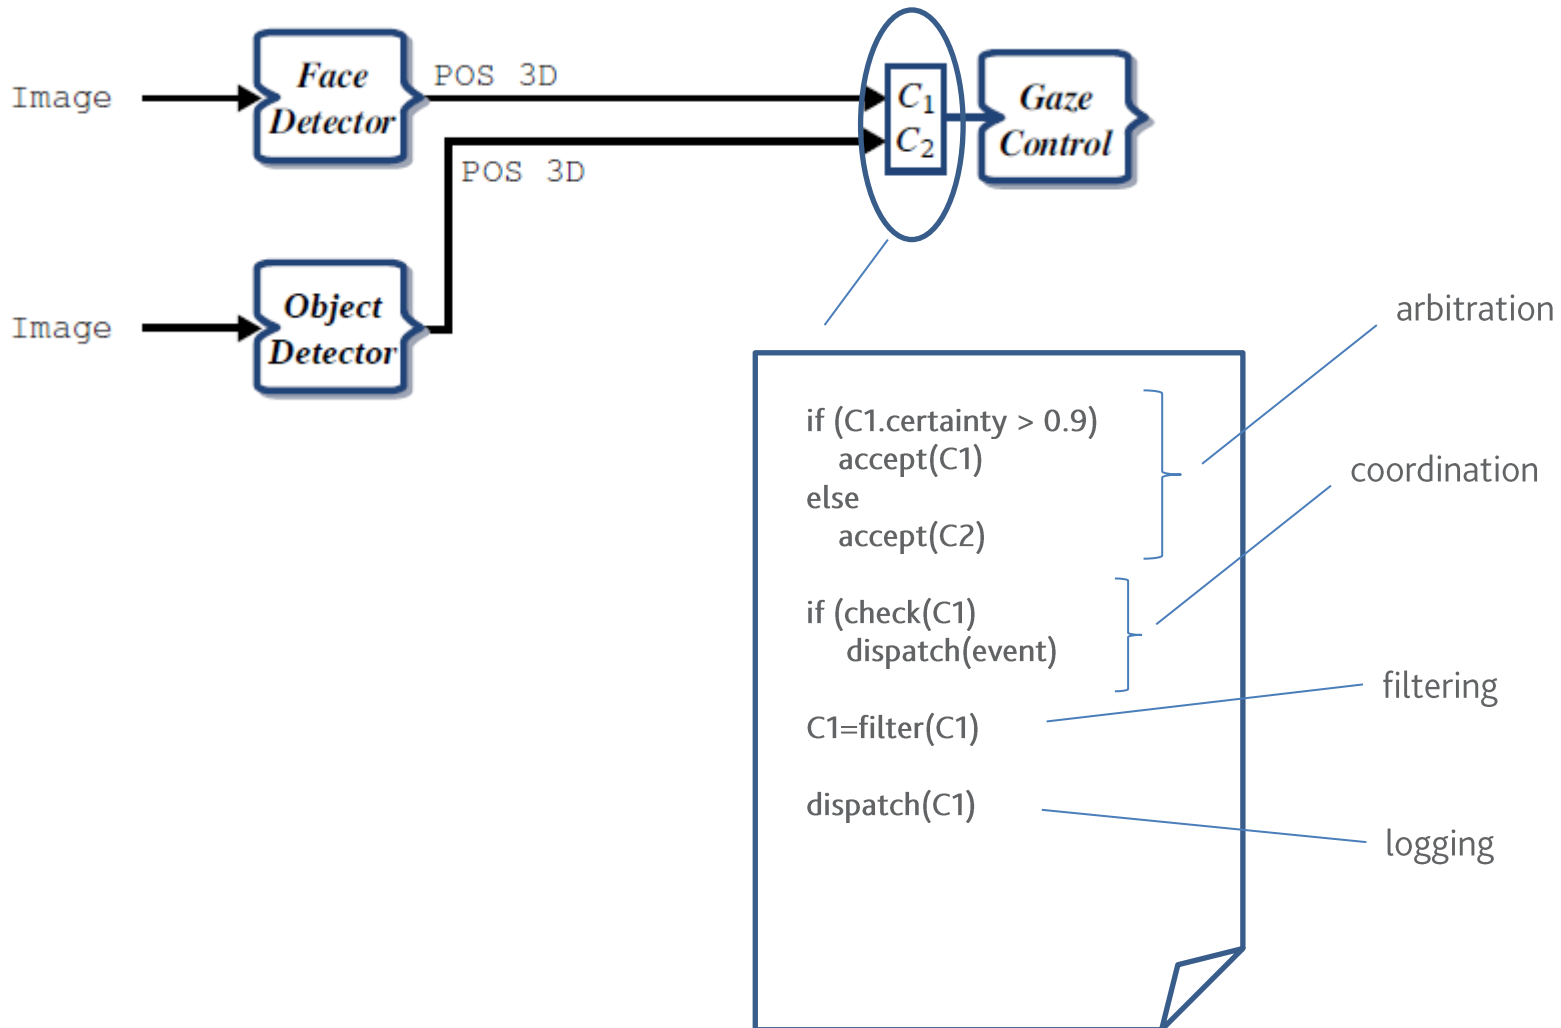 Image
Face
Detector
POS 3D
C1
C2
Gaze
Control
POS 3D
Image
Object
Detector
arbitration
coordination
filtering
logging
if (C1.certainty > 0.9)
accept(C1)
else
accept(C2)
if (check(C1)
dispatch(event)
C1=filter(C1)
dispatch(C1)